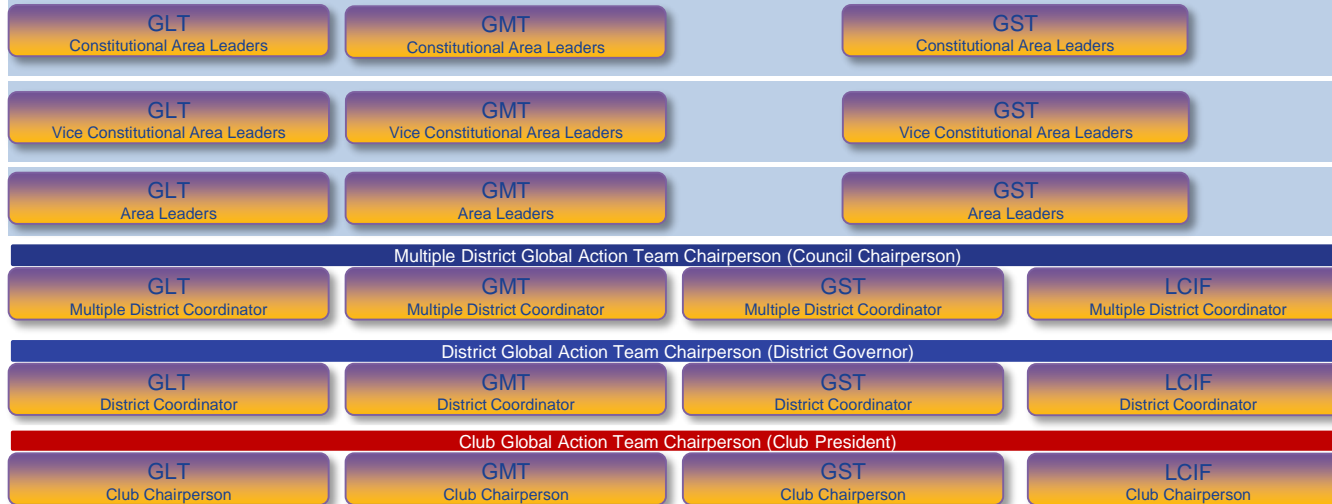 GLT
Constitutional Area Leaders
GMT
Constitutional Area Leaders
GST
Constitutional Area Leaders
GLT
Vice Constitutional Area Leaders
GMT
Vice Constitutional Area Leaders
GST
Vice Constitutional Area Leaders
GLT
Area Leaders
GMT
Area Leaders
GST
Area Leaders
Multiple District Global Action Team Chairperson (Council Chairperson)
GLT
Multiple District Coordinator
GMT
Multiple District Coordinator
GST
Multiple District Coordinator
LCIF
Multiple District Coordinator
District Global Action Team Chairperson (District Governor)
GLT
District Coordinator
GMT
District Coordinator
GST
District Coordinator
LCIF
District Coordinator
Club Global Action Team Chairperson (Club President)
GLT
Club Chairperson
GMT
Club Chairperson
GST
Club Chairperson
LCIF
Club Chairperson